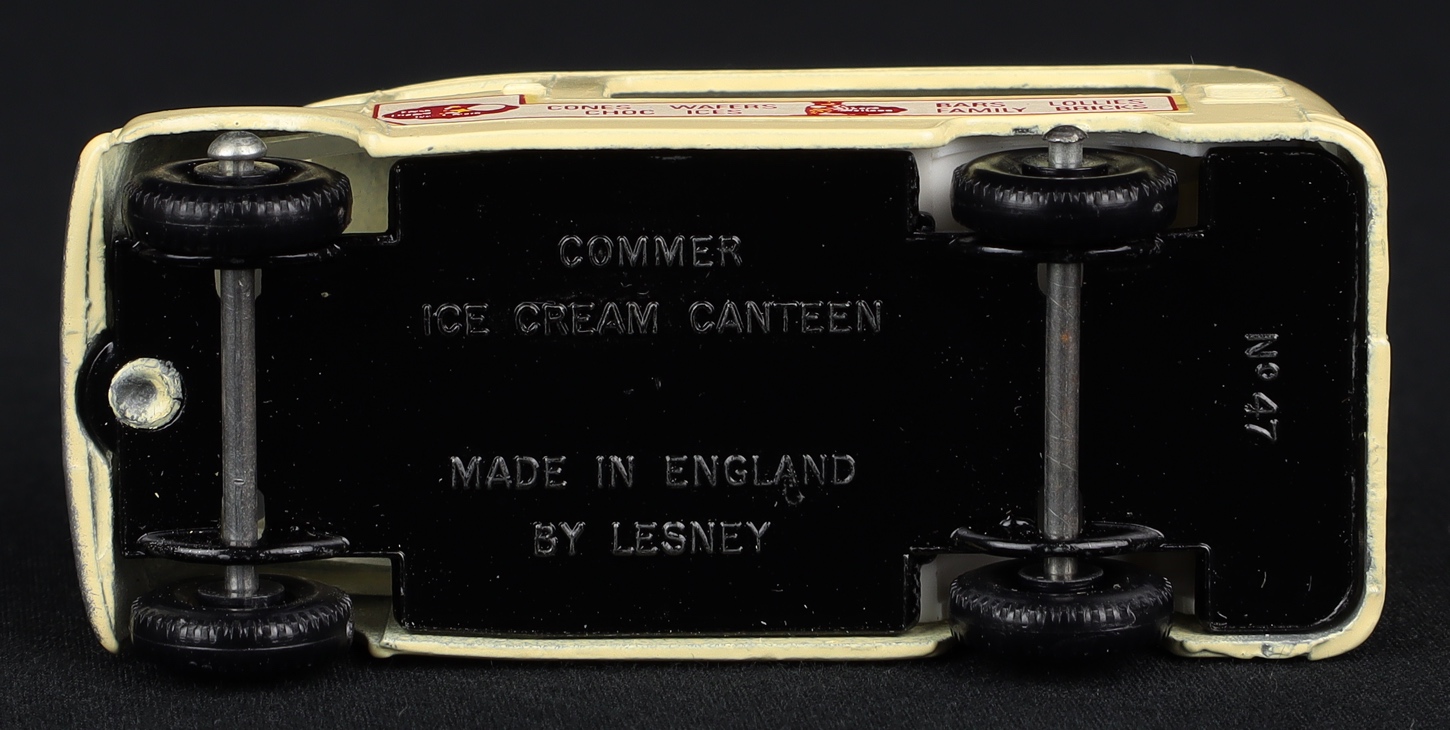 CONES WAFERS
CHOC ICES
BARS LOLLIES
FAMILY BRICKS
COMMER
ICE CREAM CANTEEN
MADE IN ENGLAND
BY LESNEY
Nº 47